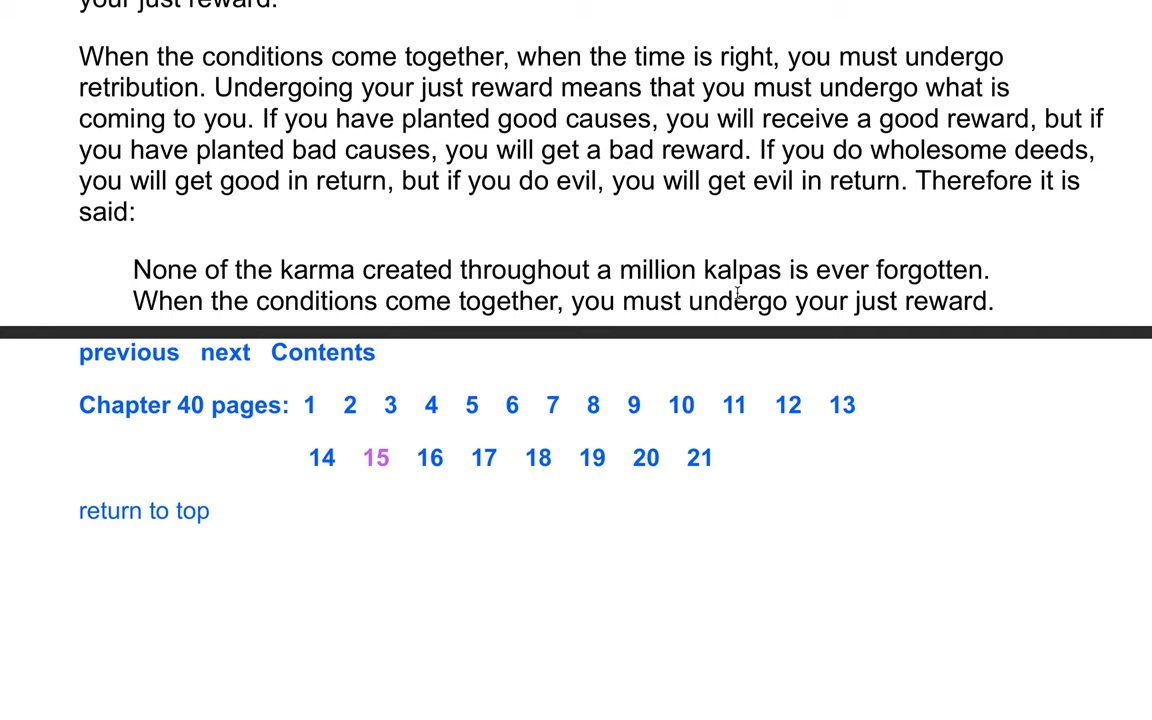 your just reward.
When the conditions come together, when the time is right, you must undergo
retribution. Undergoing your just reward means that you must undergo what is
coming to you. If you have planted good causes, you will receive a good reward, but if
you have planted bad causes, you will get a bad reward. If you do wholesome deeds,
you will get good in return, but if you do evil, you will get evil in return. Therefore it is
said:
None of the karma created throughout a million kalpas is ever forgotten.
When the conditions come together, you must undergo your just reward.
previous next Contents
Chapter 40 pages: 1 2 3 4 5 6 7 8 9 10 11 12 13
14 15 16 17 18 19 20 21
return to top